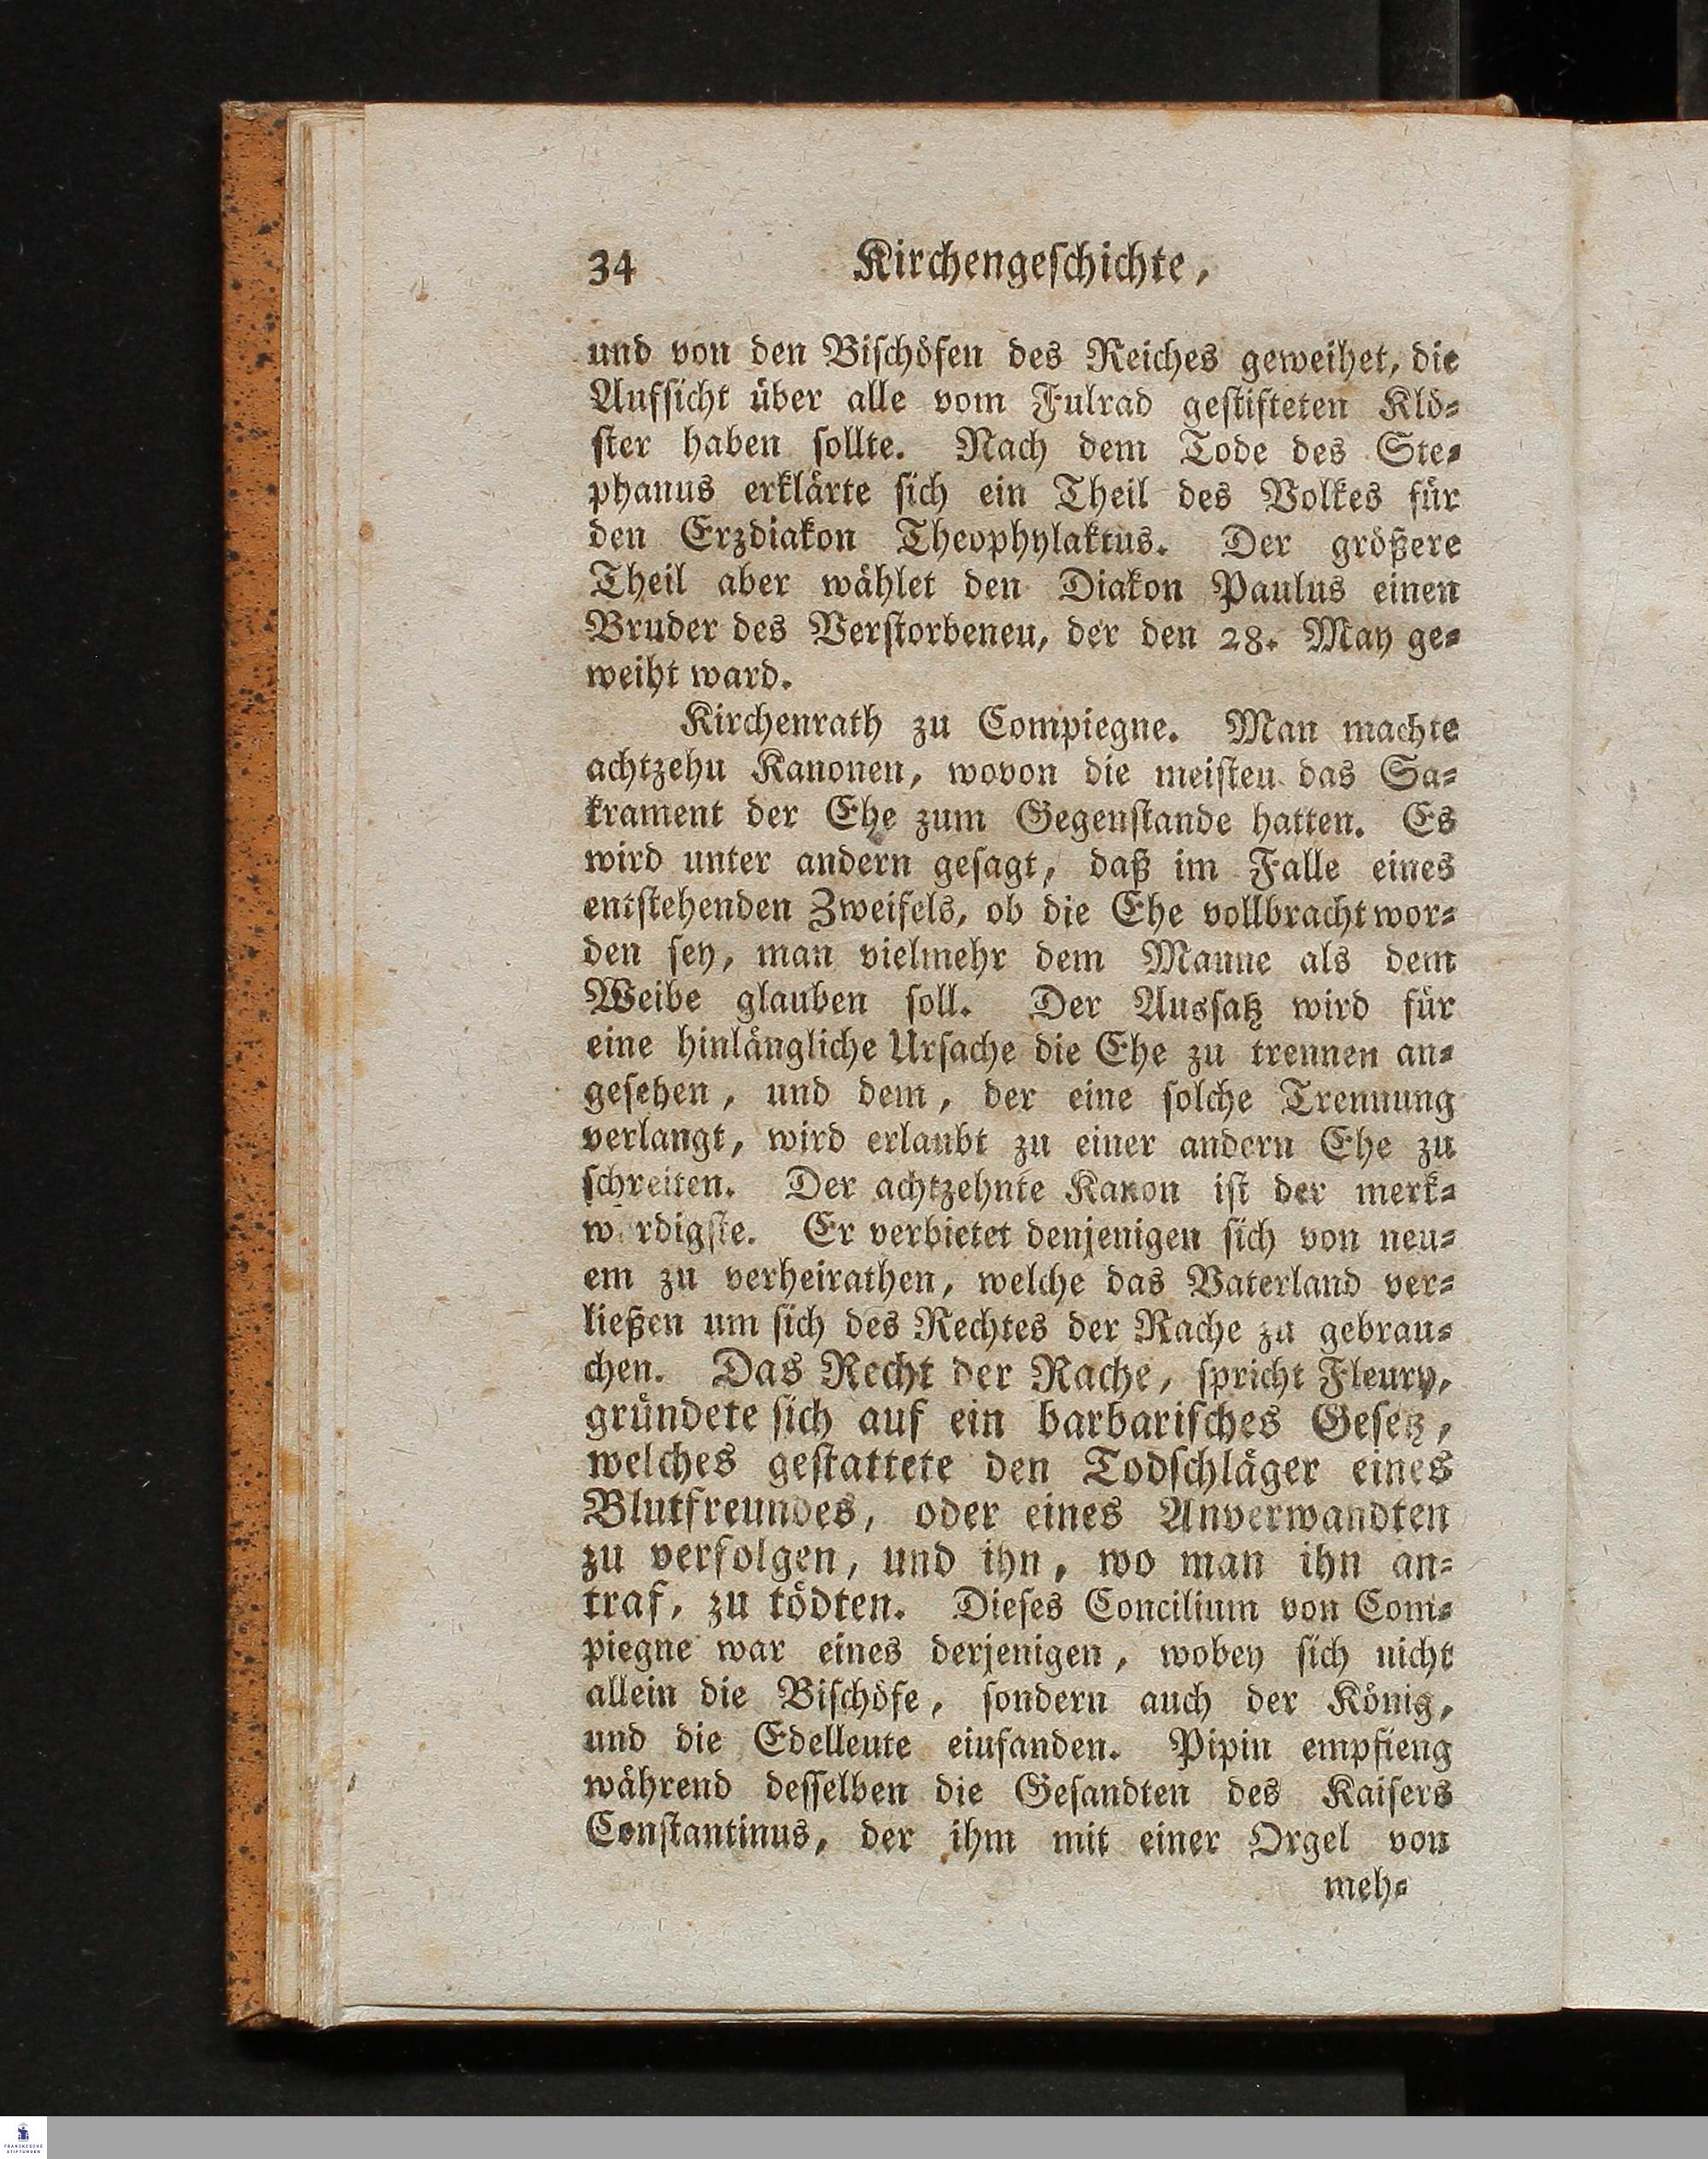 34 Kirchengeschichte,
und von den Bischöfen des Reiches geweihet, die
Aufsicht über alle vom Fulrad gestifteten Klö-
ster haben sollte. Nach dem Tode des Ste-
phanus erklärte sich ein Theil des Volkes für
den Erzdiakon Theophylaktus. Der größere
Theil aber wählet den Diakon Paulus einen
Bruder des Verstorbenen, der den 28. May ge-
weiht ward.
Kirchenrath zu Compiegne. Man machte
achtzehn Kanonen, wovon die meisten das Sa-
krament der Ehe zum Gegenstande hatten. Es
wird unter andern gesagt, daß im Falle eines
entstehenden Zweifels, ob die Ehe vollbracht wor-
den sey, man vielmehr dem Manne als dem
Weibe glauben soll. Der Aussatz wird für
eine hinlängliche Ursache die Ehe zu trennen an-
gesehen, und dem, der eine solche Trennung
verlangt, wird erlaubt zu einer andern Ehe zu
schreiten. Der achtzehnte Kanon ist der merk-
w rdigste. Er verbietet denjenigen sich von neu-
em zu verheirathen, welche das Vaterland ver-
ließen um sich des Rechtes der Rache zu gebrau-
chen. Das Recht der Rache, spricht Fleury,
gründete sich auf ein barbarisches Gesetz,
welches gestattete den Todschläger eines
Blutfreundes, oder eines Anverwandten
zu verfolgen, und ihn, wo man ihn an-
traf, zu tödten. Dieses Concilium von Com-
piegne war eines derjenigen, wobey sich nicht
allein die Bischöfe, sondern auch der König,
und die Edelleute einfanden. Pipin empfieng
während desselben die Gesandten des Kaisers
Constantinus, der ihm mit einer Orgel von
meh-
FRANCKESCHE
STIFTUNGEN